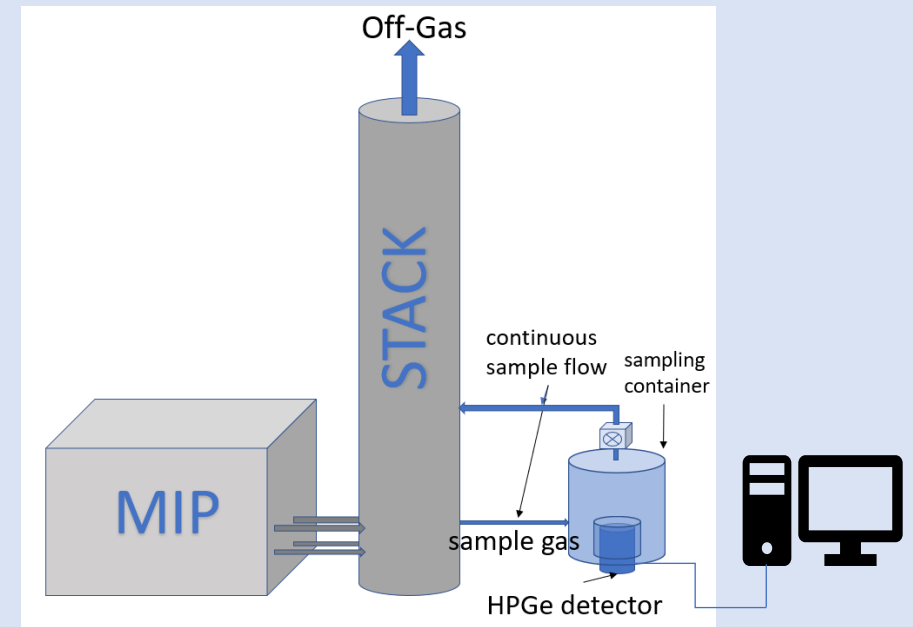 Off-Gas
STACK
continuous
sample flow
sampling
container
MIP
sample gas
HPGe detector